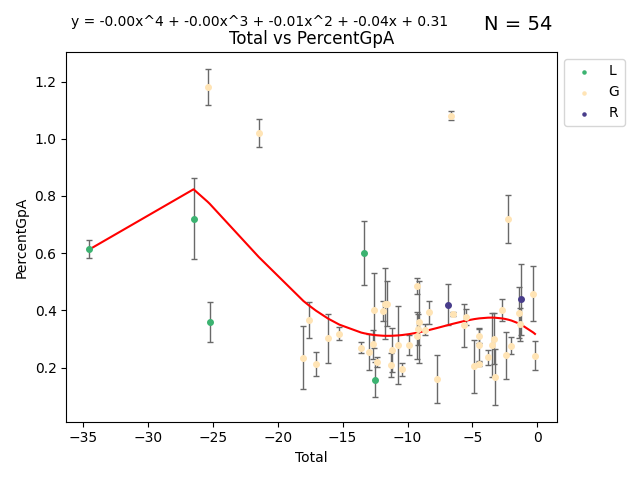 y = -0.00x^4 + -0.00x^3 + -0.01x^2 + -0.04x + 0.31
N = 54
Total vs PercentGpA
L
G
R
PercentGpA
1.2
1.0
0.8
0.6
0.4
0.2
−35 −30 −25 −20 −15 −10 −5 0
Total